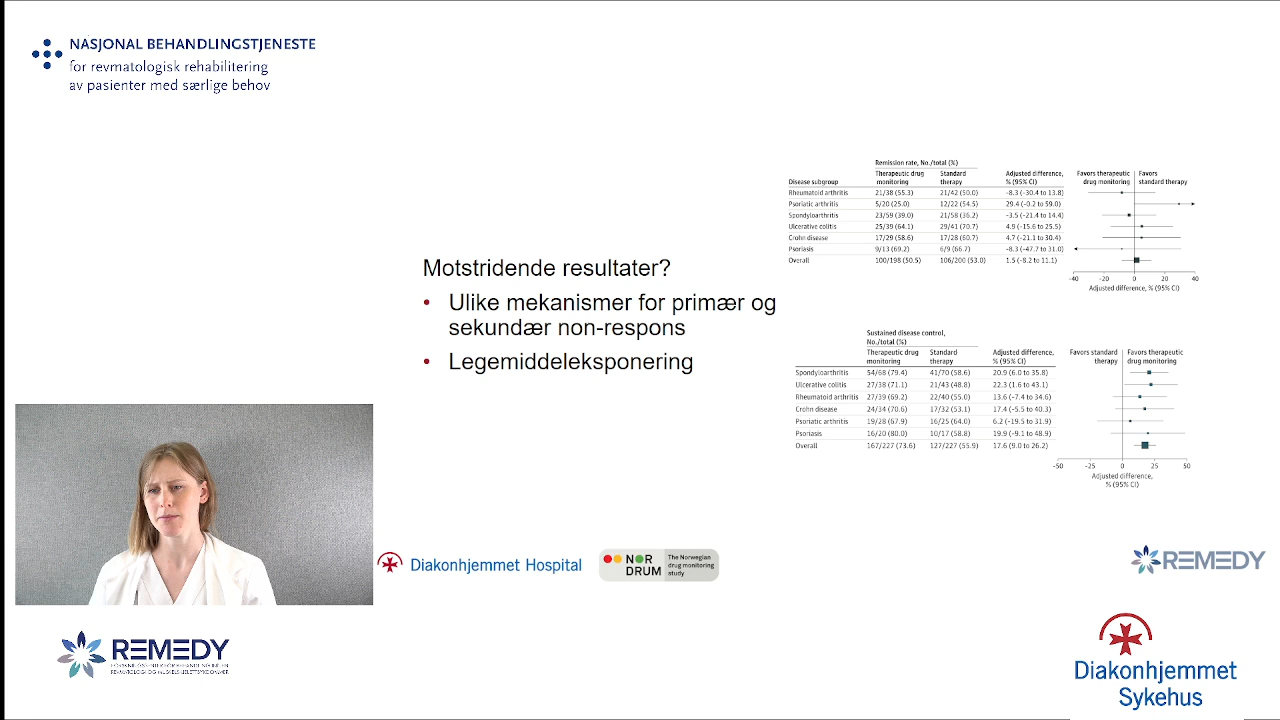 NASJONAL BEHANDLINGSTJENESTE
for revmatologisk rehabilitering
av pasienter med særlige behov
Motstridende resultater?
• Ulike mekanismer for primær og
sekundær non-respons
• Legemiddeleksponering
Remission rate, No./total (%)
Disease subgroup Therapeutic drug monitoring Standard therapy Adjusted difference, % (95% CI) Favors therapeutic drug monitoring Favors standard therapy
Rheumatoid arthritis 21/38 (55.3) 21/42 (50.0) -8.3 (-30.4 to 13.8)
Psoriatic arthritis 5/20 (25.0) 12/22 (54.5) 29.4 (-0.2 to 59.0)
Spondyloarthritis 23/59 (39.0) 21/58 (36.2) -3.5 (-21.4 to 14.4)
Ulcerative colitis 25/39 (64.1) 29/41 (70.7) 4.9 (-15.6 to 25.5)
Crohn disease 17/29 (58.6) 17/28 (60.7) 4.7 (-21.1 to 30.4)
Psoriasis 9/13 (69.2) 6/9 (66.7) -8.3 (-47.7 to 31.0)
Overall 100/198 (50.5) 106/200 (53.0) 1.5 (-8.2 to 11.1)
-40 -20 0 20 40
Adjusted difference, % (95% CI)
Sustained disease control, No./total (%)
Therapeutic drug monitoring Standard therapy Adjusted difference, % (95% CI) Favors standard therapy Favors therapeutic drug monitoring
Spondyloarthritis 54/68 (79.4) 41/70 (58.6) 20.9 (6.0 to 35.8)
Ulcerative colitis 27/38 (71.1) 21/43 (48.8) 22.3 (1.6 to 43.1)
Rheumatoid arthritis 27/39 (69.2) 22/40 (55.0) 13.6 (-7.4 to 34.6)
Crohn disease 24/34 (70.6) 17/32 (53.1) 17.4 (-5.5 to 40.3)
Psoriatic arthritis 19/28 (67.9) 16/25 (64.0) 6.2 (-19.5 to 31.9)
Psoriasis 16/20 (80.0) 10/17 (58.8) 19.9 (-9.1 to 48.9)
Overall 167/227 (73.6) 127/227 (55.9) 17.6 (9.0 to 26.2)
-50 -25 0 25 50
Adjusted difference,
% (95% CI)
Diakonhjemmet Hospital
NOR
DRUM
The Norwegian
drug monitoring
study
REMEDY
REMEDY
FORSKNINGSSENTER FOR BEHANDLING INNEN
REVMATOLOGI OG MUSKELSKJELETTSYKDOMMER
Diakonhjemmet
Sykehus